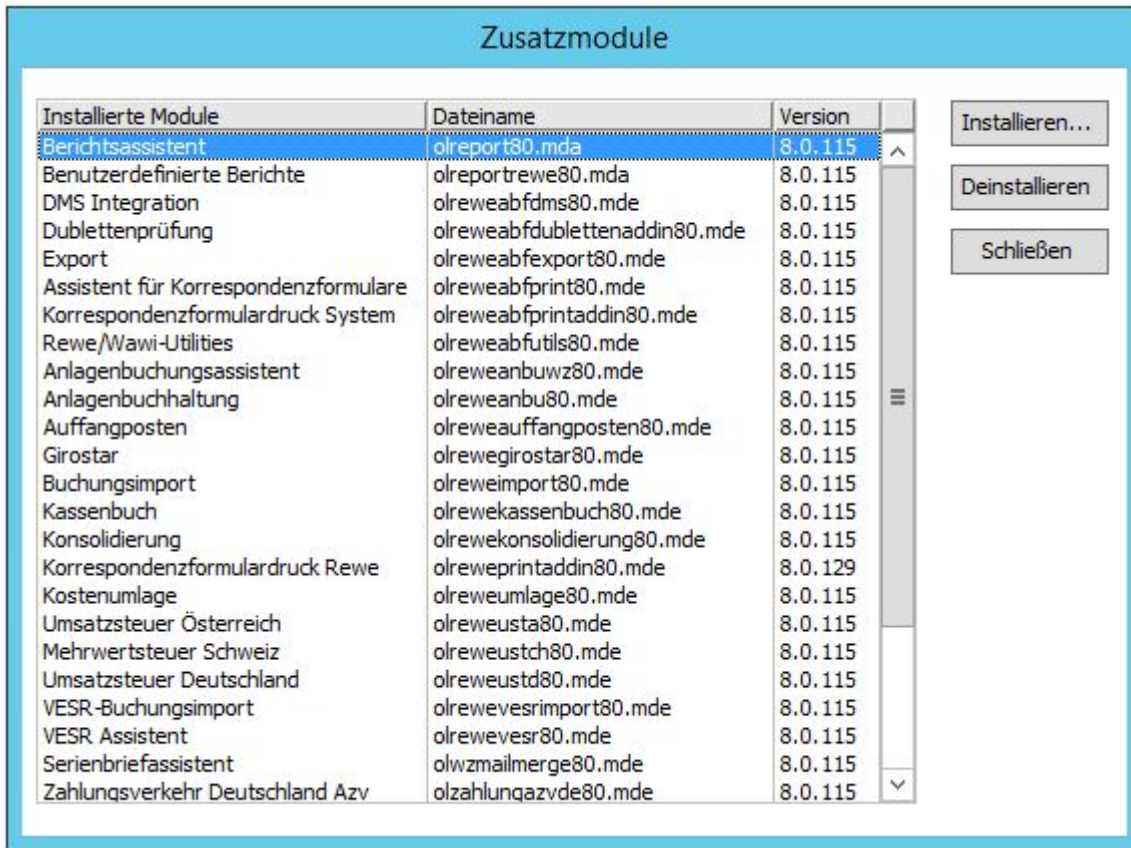 Zusatzmodule
Installierte Module Dateiname Version
Berichtsassistent olreport80.mda 8.0.115
Benutzerdefinierte Berichte olreportrewe80.mda 8.0.115
DMS Integration olreweabfdms80.mde 8.0.115
Dublettenprüfung olreweabfdublettenaddin80.mde 8.0.115
Export olreweabfexport80.mde 8.0.115
Assistent für Korrespondenzformulare olreweabfprint80.mde 8.0.115
Korrespondenzformulardruck System olreweabfprintaddin80.mde 8.0.115
Rewe/Wawi-Utilities olreweabfutils80.mde 8.0.115
Anlagenbuchungsassistent olreweanbuwz80.mde 8.0.115
Anlagenbuchhaltung olreweanbu80.mde 8.0.115
Auffangposten olreweauffangposten80.mde 8.0.115
Girostar olrewegirostar80.mde 8.0.115
Buchungsimport olreweimport80.mde 8.0.115
Kassenbuch olrewekassenbuch80.mde 8.0.115
Konsolidierung olrewekonsolidierung80.mde 8.0.115
Korrespondenzformulardruck Rewe olreweprintaddin80.mde 8.0.129
Kostenumlage olreweumlage80.mde 8.0.115
Umsatzsteuer Österreich olreweusta80.mde 8.0.115
Mehrwertsteuer Schweiz olreweustch80.mde 8.0.115
Umsatzsteuer Deutschland olreweustd80.mde 8.0.115
VESR-Buchungsimport olrewevesrimport80.mde 8.0.115
VESR Assistent olrewevesr80.mde 8.0.115
Serienbriefassistent olwzmailmerge80.mde 8.0.115
Zahlungsverkehr Deutschland Azv olzahlungazvde80.mde 8.0.115
Installieren...
Deinstallieren
Schließen